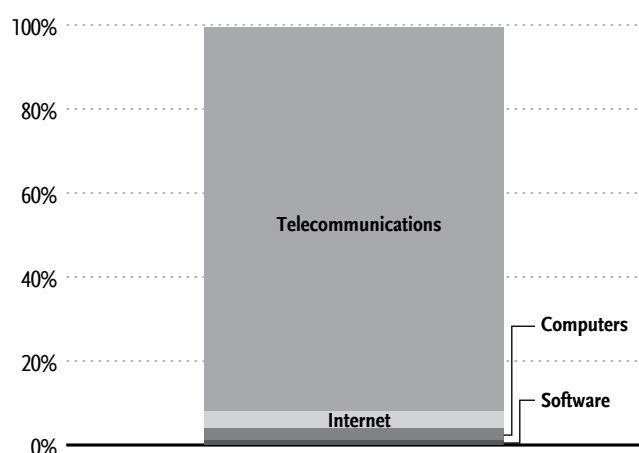 100%
80%
60%
Telecommunications
40%
Computers
20%
Software
Internet
0%